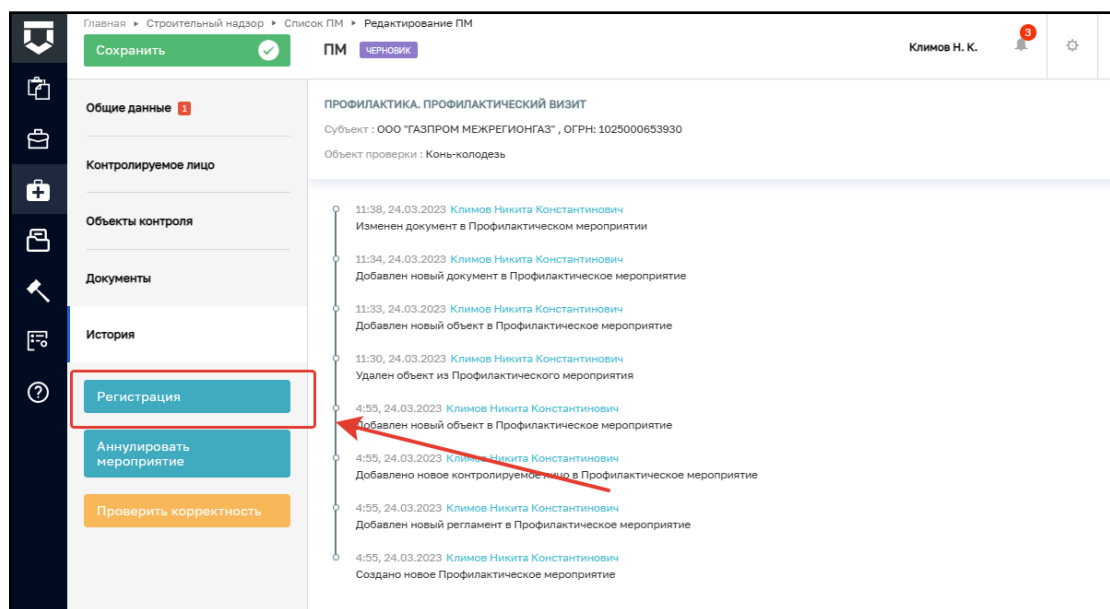 Главная ▸ Строительный надзор ▸ Список ПМ ▸ Редактирование ПМ
Сохранить
ПМ ЧЕРНОВИК
Климов Н. К.
3
Общие данные 1
Контролируемое лицо
Объекты контроля
Документы
История
Регистрация
Аннулировать
мероприятие
Проверить корректность
ПРОФИЛАКТИКА. ПРОФИЛАКТИЧЕСКИЙ ВИЗИТ
Субъект : ООО "ГАЗПРОМ МЕЖРЕГИОНГАЗ" , ОГРН: 1025000653930
Объект проверки : Конь-колодезь
11:38, 24.03.2023 Климов Никита Константинович
Изменен документ в Профилактическом мероприятии
11:34, 24.03.2023 Климов Никита Константинович
Добавлен новый документ в Профилактическое мероприятие
11:33, 24.03.2023 Климов Никита Константинович
Добавлен новый объект в Профилактическое мероприятие
11:30, 24.03.2023 Климов Никита Константинович
Удален объект из Профилактического мероприятия
4:55, 24.03.2023 Климов Никита Константинович
Добавлен новый объект в Профилактическое мероприятие
4:55, 24.03.2023 Климов Никита Константинович
Добавлено новое контролируемое лицо в Профилактическое мероприятие
4:55, 24.03.2023 Климов Никита Константинович
Добавлен новый регламент в Профилактическое мероприятие
4:55, 24.03.2023 Климов Никита Константинович
Создано новое Профилактическое мероприятие